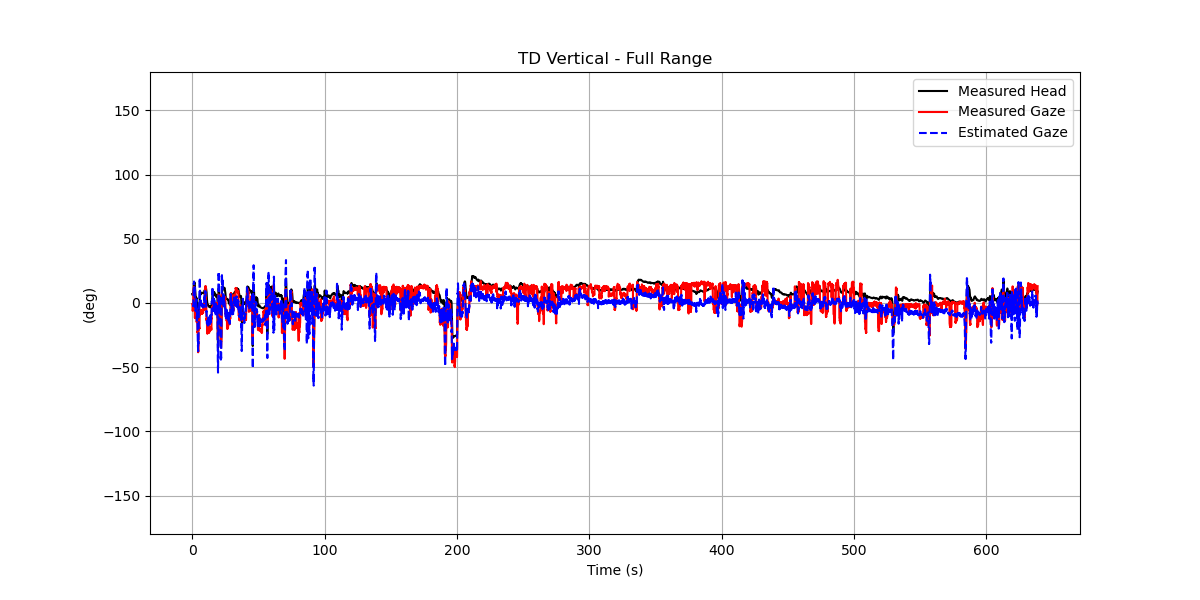 TD Vertical - Full Range
Measured Head
Measured Gaze
Estimated Gaze
150
100
50
0
−50
−100
−150
(deg)
0 100 200 300 400 500 600
Time (s)